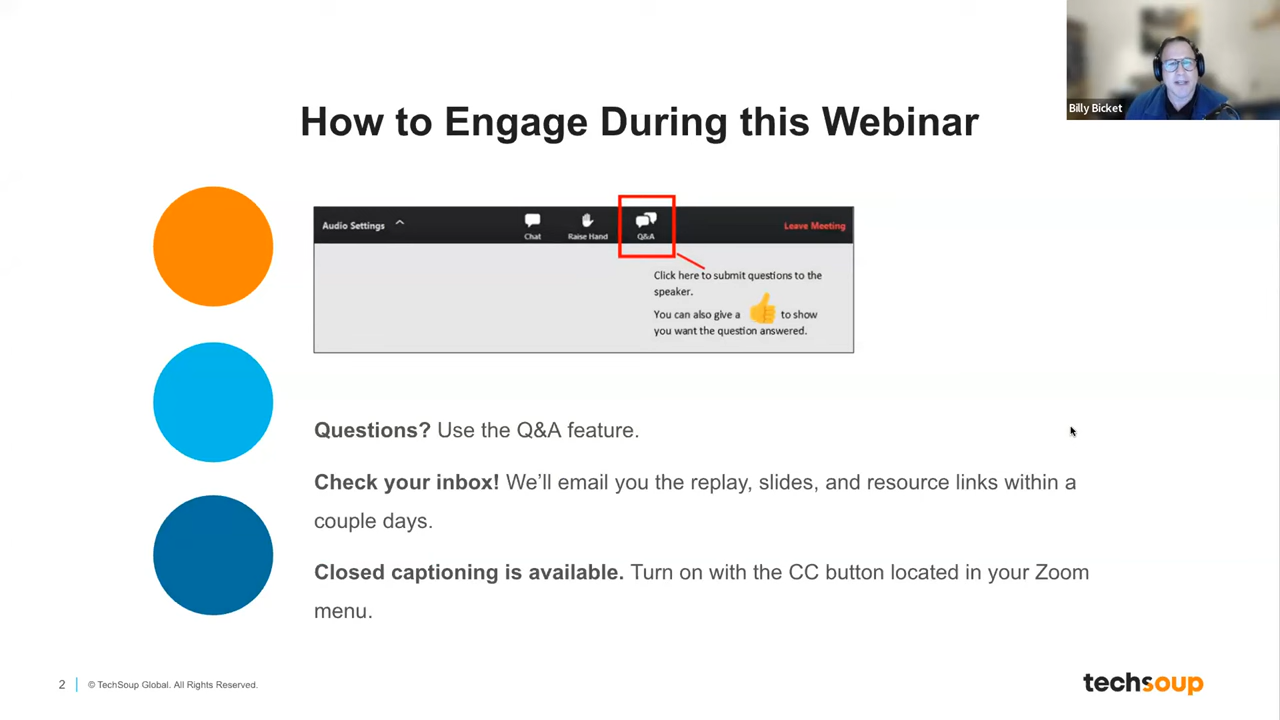 Billy Bicket
How to Engage During this Webinar
Audio Settings
Chat
Raise Hand
Q&A
Leave Meeting
Click here to submit questions to the
speaker.
You can also give a 👍 to show
you want the question answered.
Questions? Use the Q&A feature.
Check your inbox! We’ll email you the replay, slides, and resource links within a
couple days.
Closed captioning is available. Turn on with the CC button located in your Zoom
menu.
2
© TechSoup Global. All Rights Reserved.
techsoup